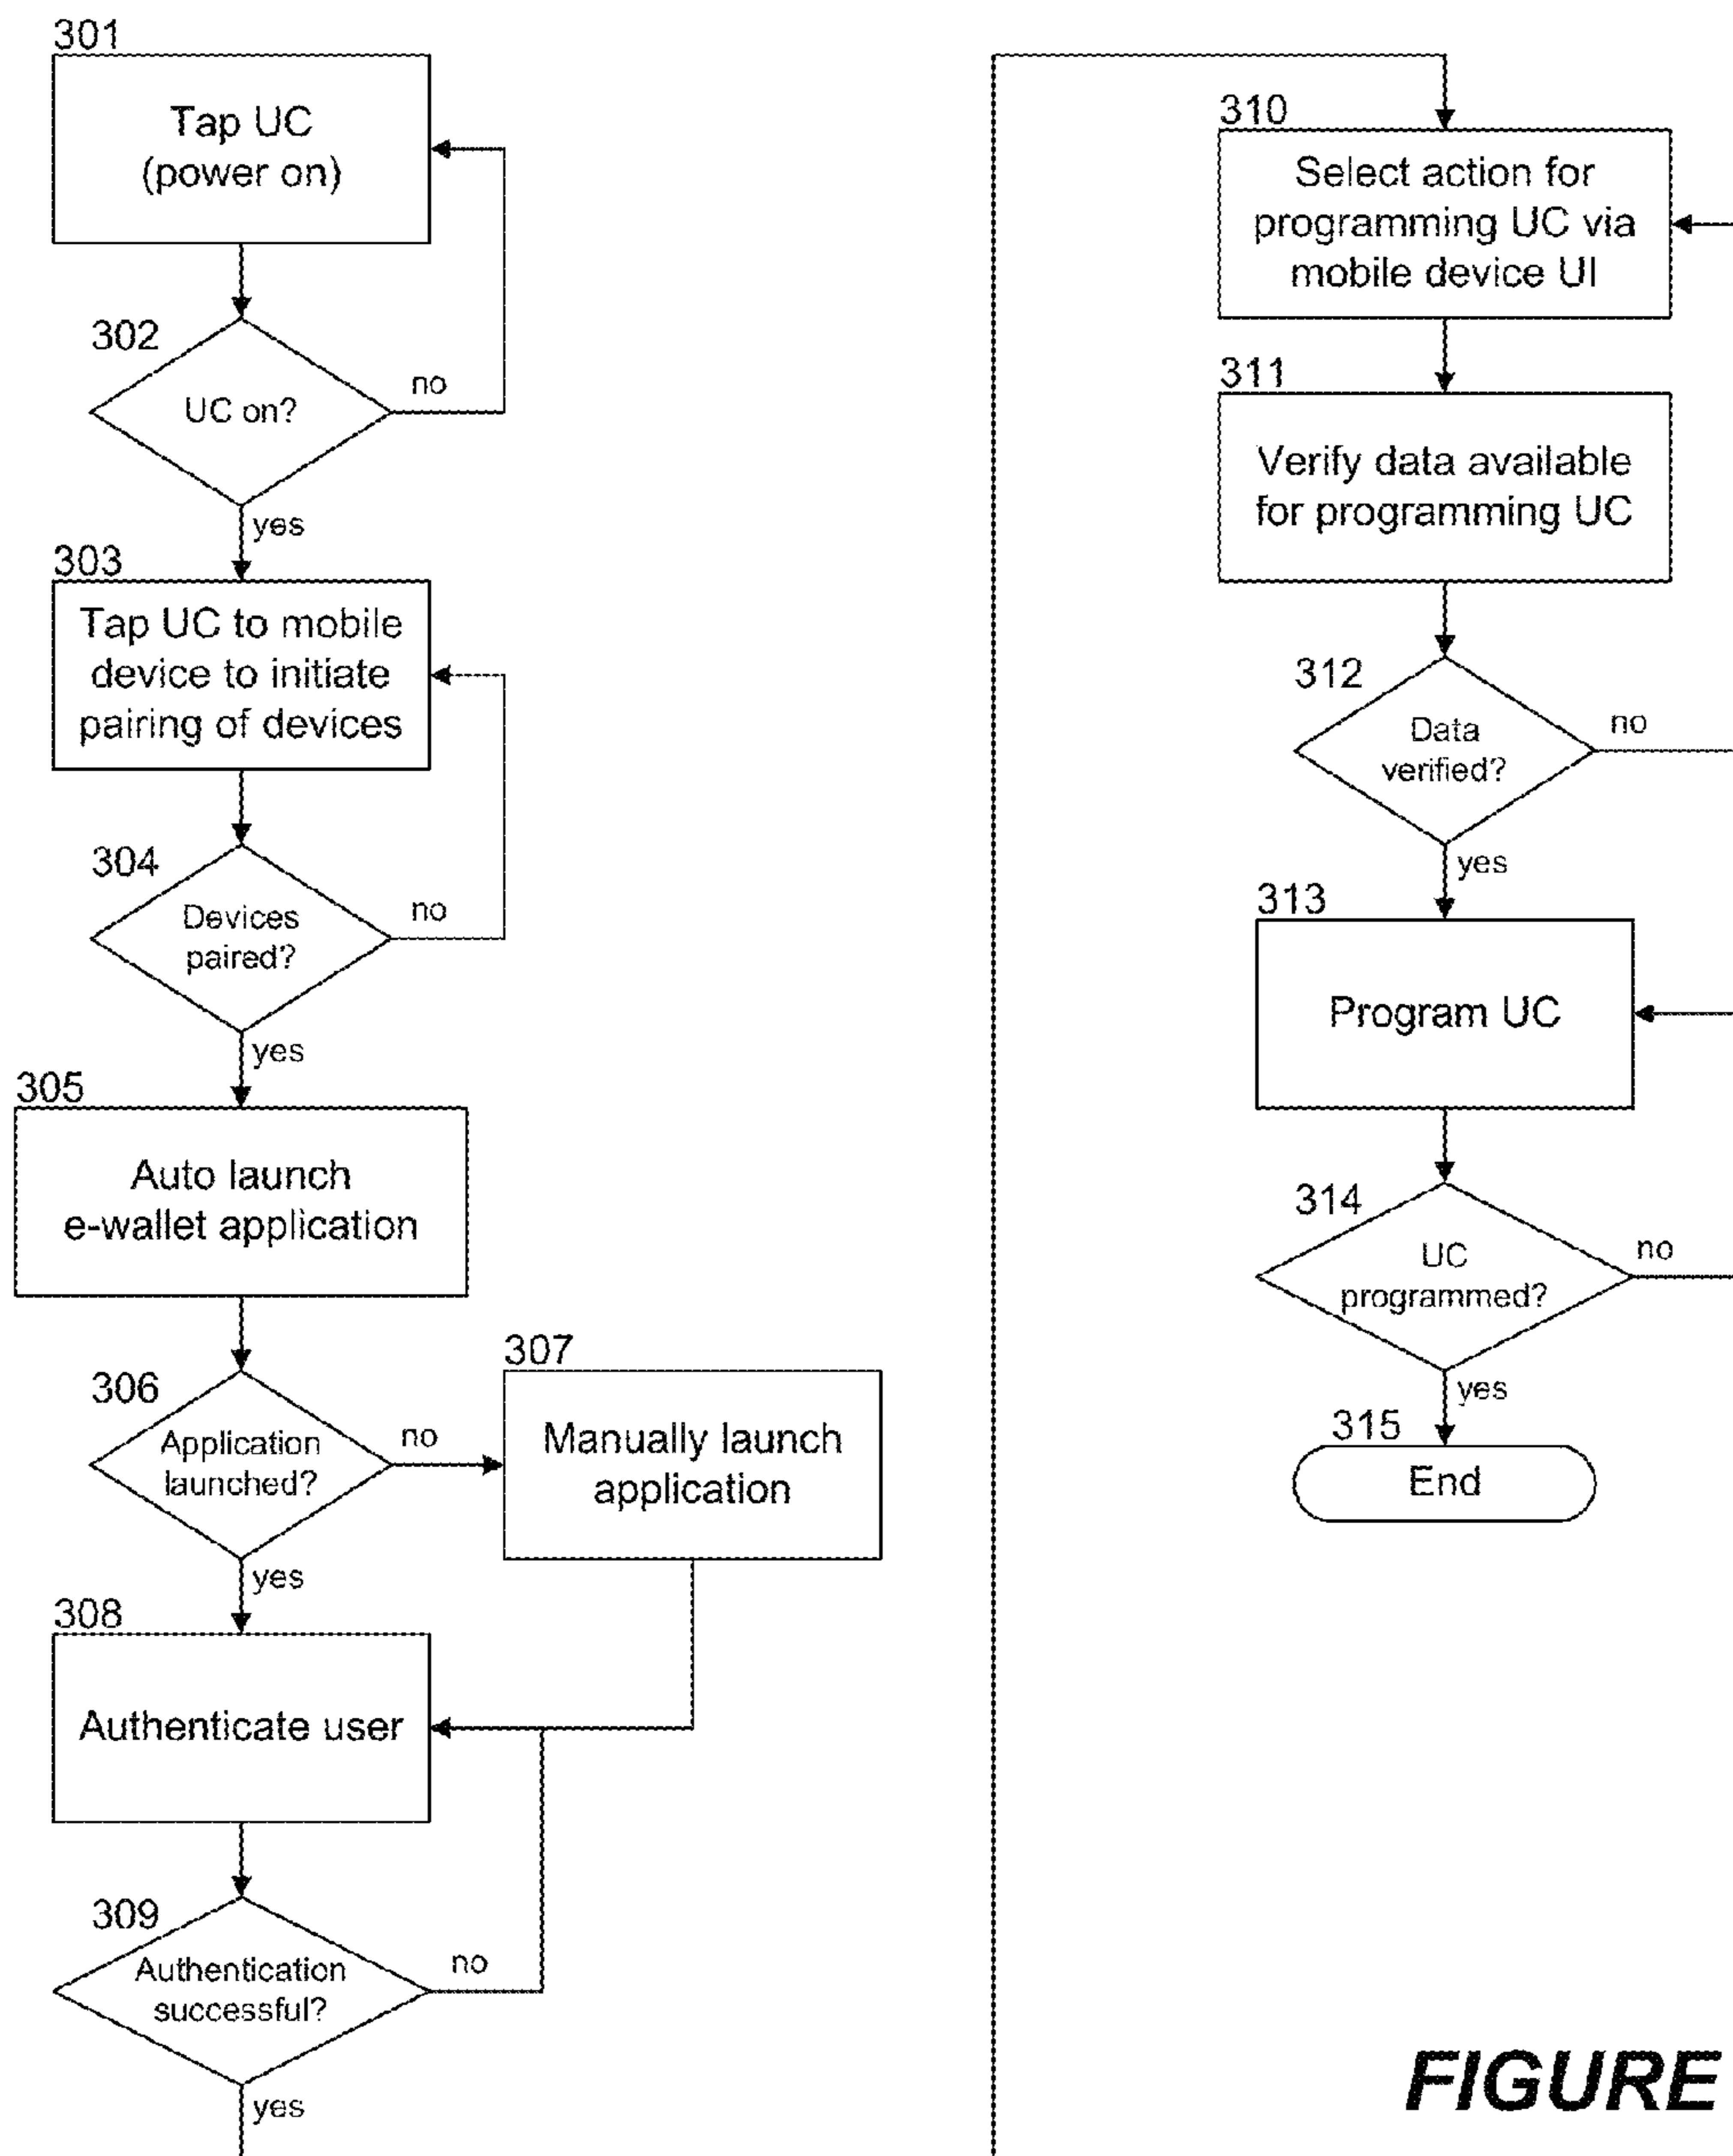 301
Tap UC
(power on)
302
UC on?
no
yes
303
Tap UC to mobile
device to initiate
pairing of devices
304
Devices
paired?
no
yes
305
Auto launch
e-wallet application
306
Application
launched?
no
307
Manually launch
application
yes
308
Authenticate user
309
Authentication
successful?
no
yes
310
Select action for
programming UC via
mobile device UI
311
Verify data available
for programming UC
312
Data
verified?
no
yes
313
Program UC
314
UC
programmed?
no
yes
315
End
FIGURE